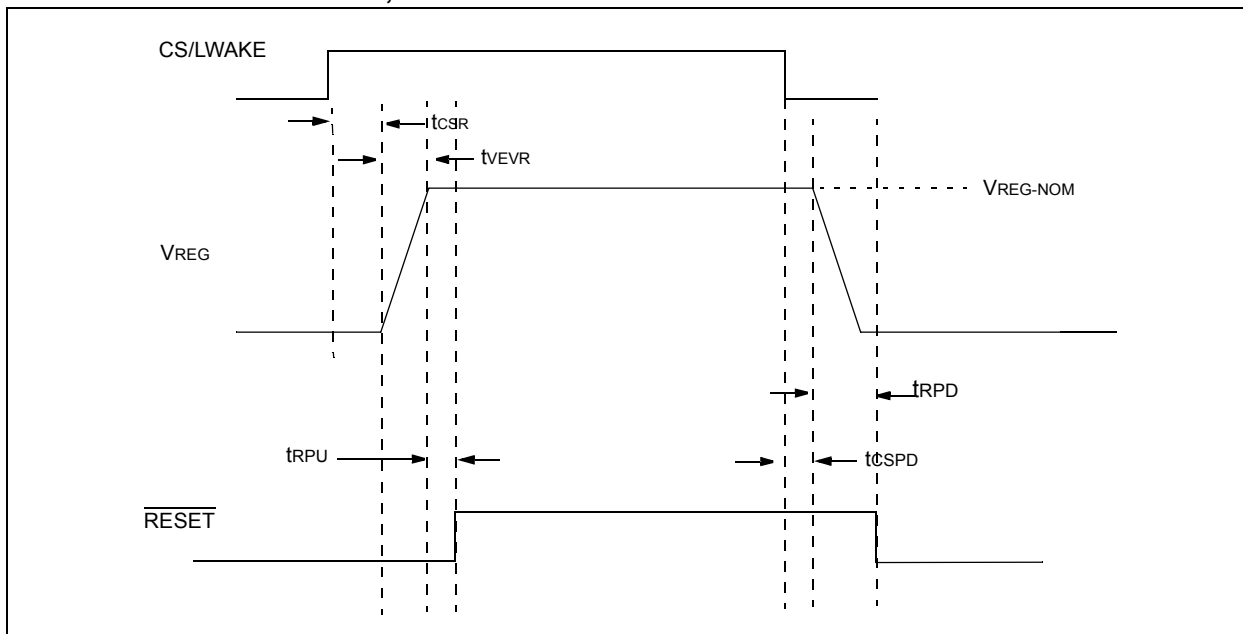 CS/LWAKE
tCSR
tVEVR
VREG-NOM
VREG
tRPD
tRPU
tCSPD
RESET